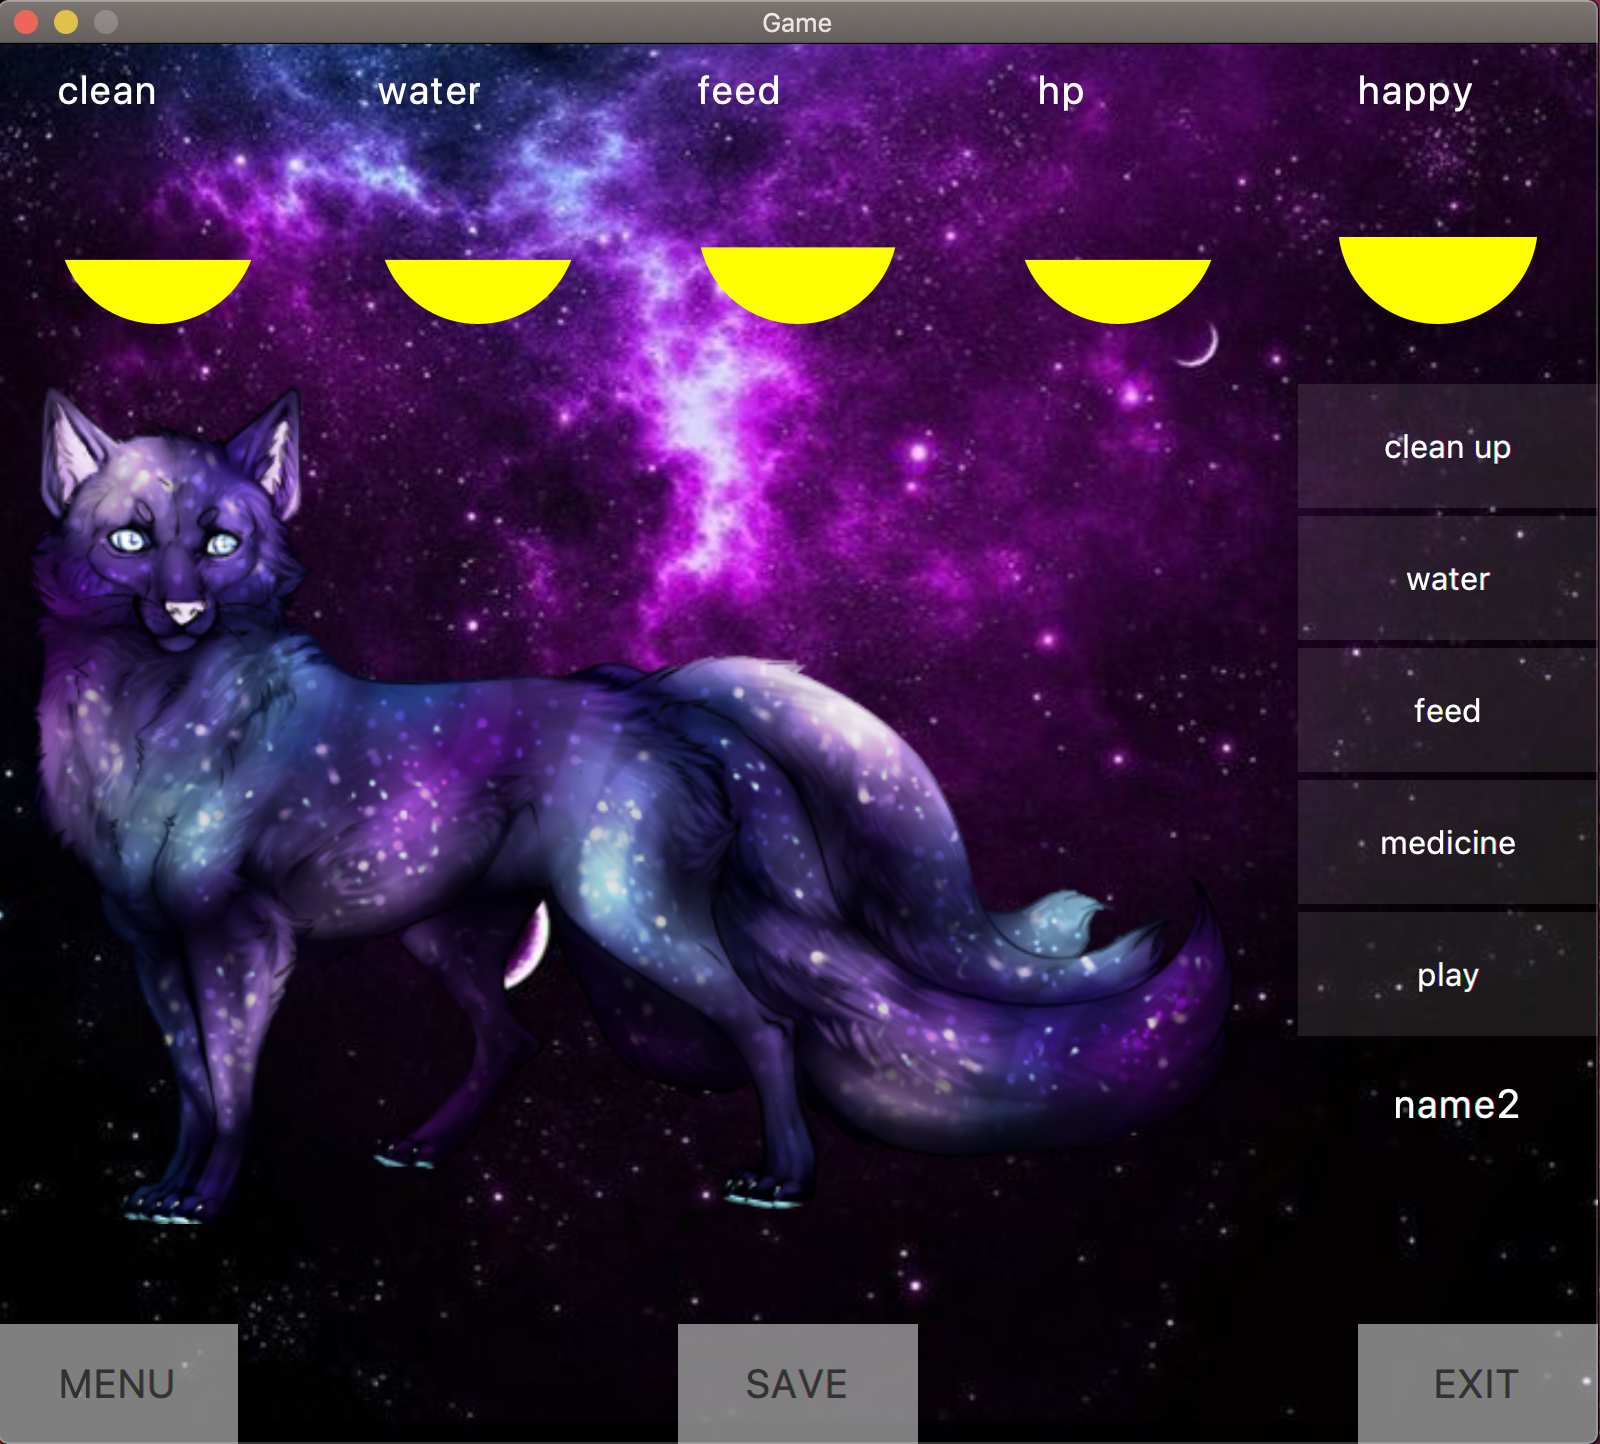 Game
clean
water
feed
hp
happy
clean up
water
feed
medicine
play
name2
MENU
SAVE
EXIT